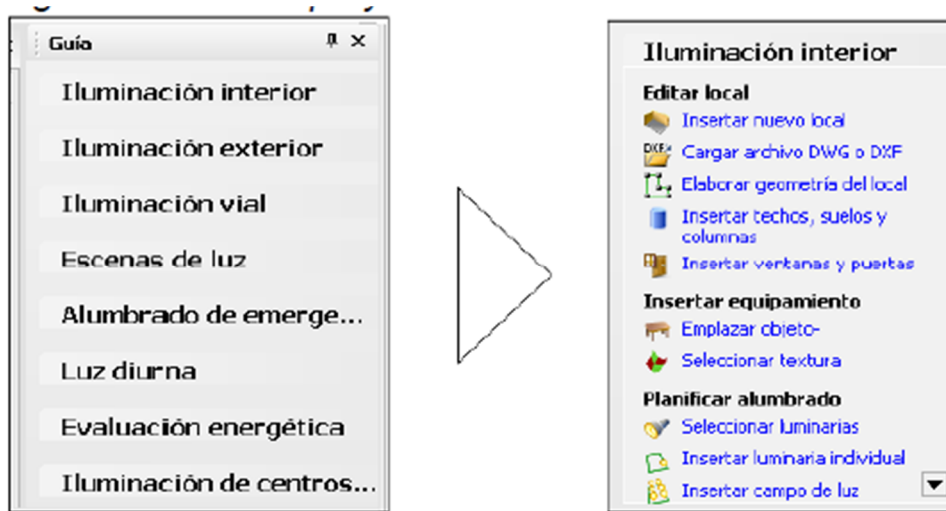 Guía
Iluminación interior
Iluminación exterior
Iluminación vial
Escenas de luz
Alumbrado de emerge...
Luz diurna
Evaluación energética
Iluminación de centros...
Iluminación interior
Editar local
Insertar nuevo local
DXF
Cargar archivo DWG o DXF
Elaborar geometría del local
Insertar techos, suelos y
columnas
Insertar ventanas y puertas
Insertar equipamiento
Emplazar objeto-
Seleccionar textura
Planificar alumbrado
Seleccionar luminarias
Insertar luminaria individual
Insertar campo de luz